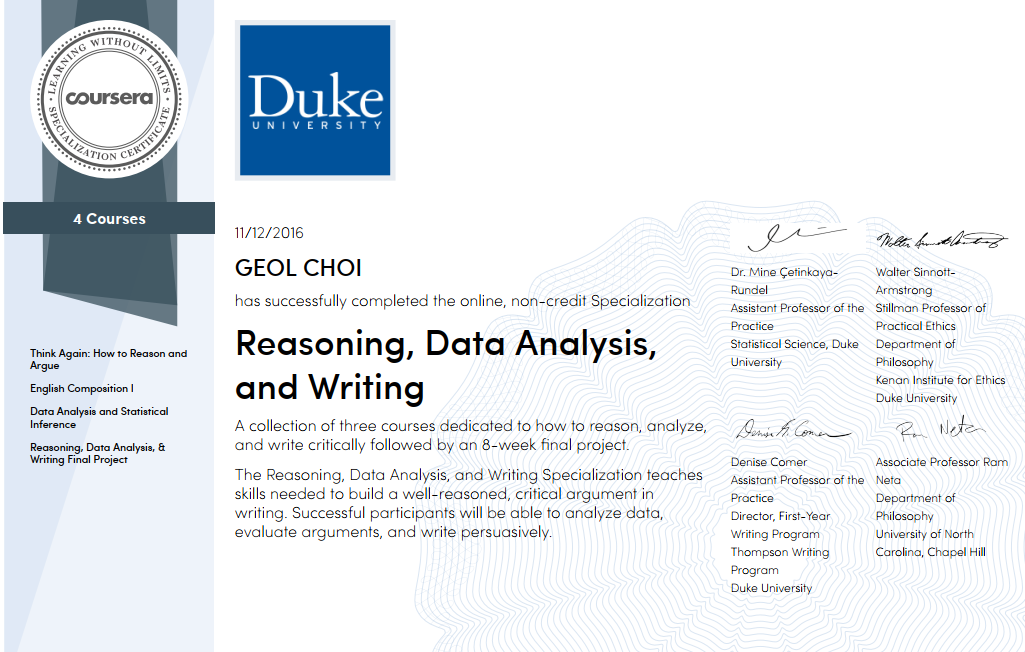 LEARNING WITHOUT LIMITS
coursera
SPECIALIZATION CERTIFICATE
4 Courses
Think Again: How to Reason and
Argue
English Composition I
Data Analysis and Statistical
Inference
Reasoning, Data Analysis, &
Writing Final Project
Duke
UNIVERSITY
11/12/2016
GEOL CHOI
has successfully completed the online, non-credit Specialization
Reasoning, Data Analysis,
and Writing
A collection of three courses dedicated to how to reason, analyze,
and write critically followed by an 8-week final project.
The Reasoning, Data Analysis, and Writing Specialization teaches
skills needed to build a well-reasoned, critical argument in
writing. Successful participants will be able to analyze data,
evaluate arguments, and write persuasively.
Dr. Mine Çetinkaya-
Rundel
Assistant Professor of the
Practice
Statistical Science, Duke
University
Walter Sinnott-
Armstrong
Stillman Professor of
Practical Ethics
Department of
Philosophy
Kenan Institute for Ethics
Duke University
Denise Comer
Denise Comer
Assistant Professor of the
Practice
Director, First-Year
Writing Program
Thompson Writing
Program
Duke University
Ram Neta
Associate Professor Ram
Neta
Department of
Philosophy
University of North
Carolina, Chapel Hill